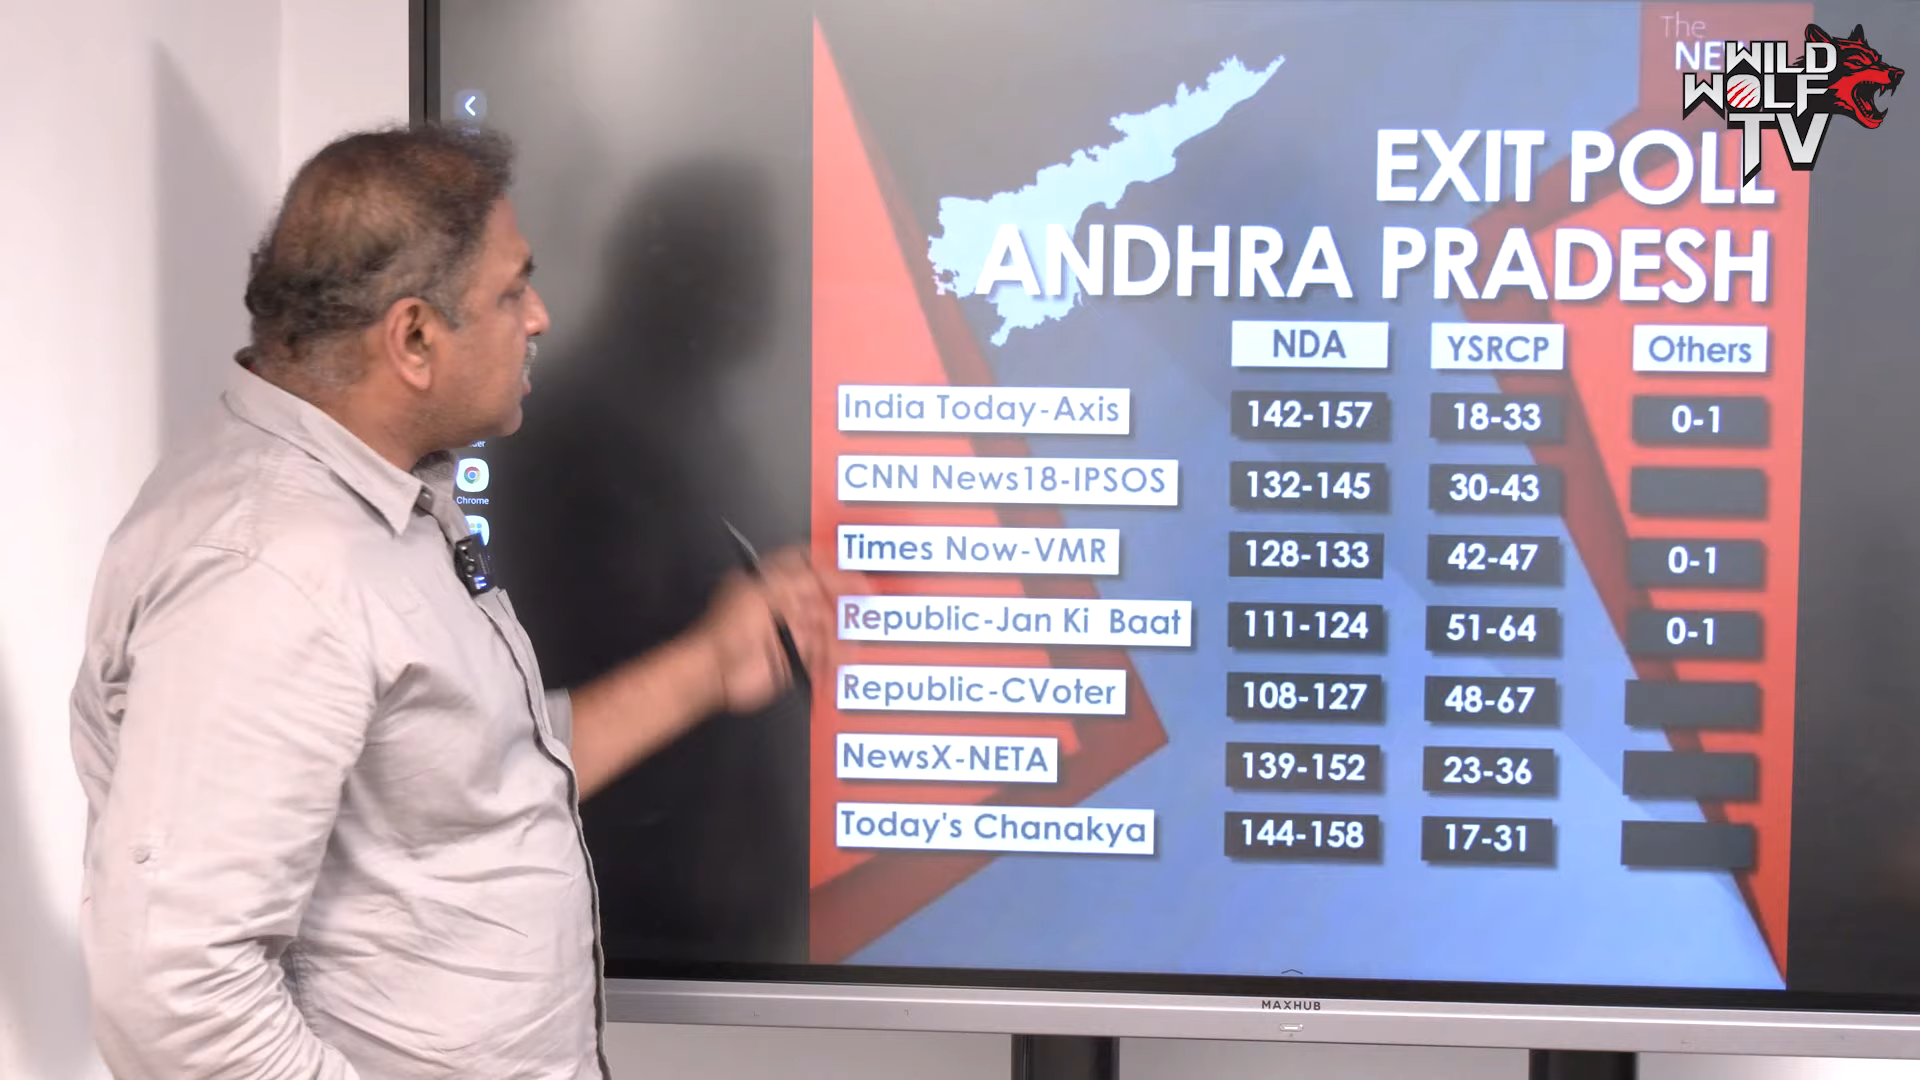 The
NE
WILD
WOLF
TV
EXIT POLL
ANDHRA PRADESH
NDA YSRCP Others
India Today-Axis 142-157 18-33 0-1
CNN News18-IPSOS 132-145 30-43
Times Now-VMR 128-133 42-47 0-1
Republic-Jan Ki Baat 111-124 51-64 0-1
Republic-CVoter 108-127 48-67
NewsX-NETA 139-152 23-36
Today's Chanakya 144-158 17-31
Chrome
MAXHUB